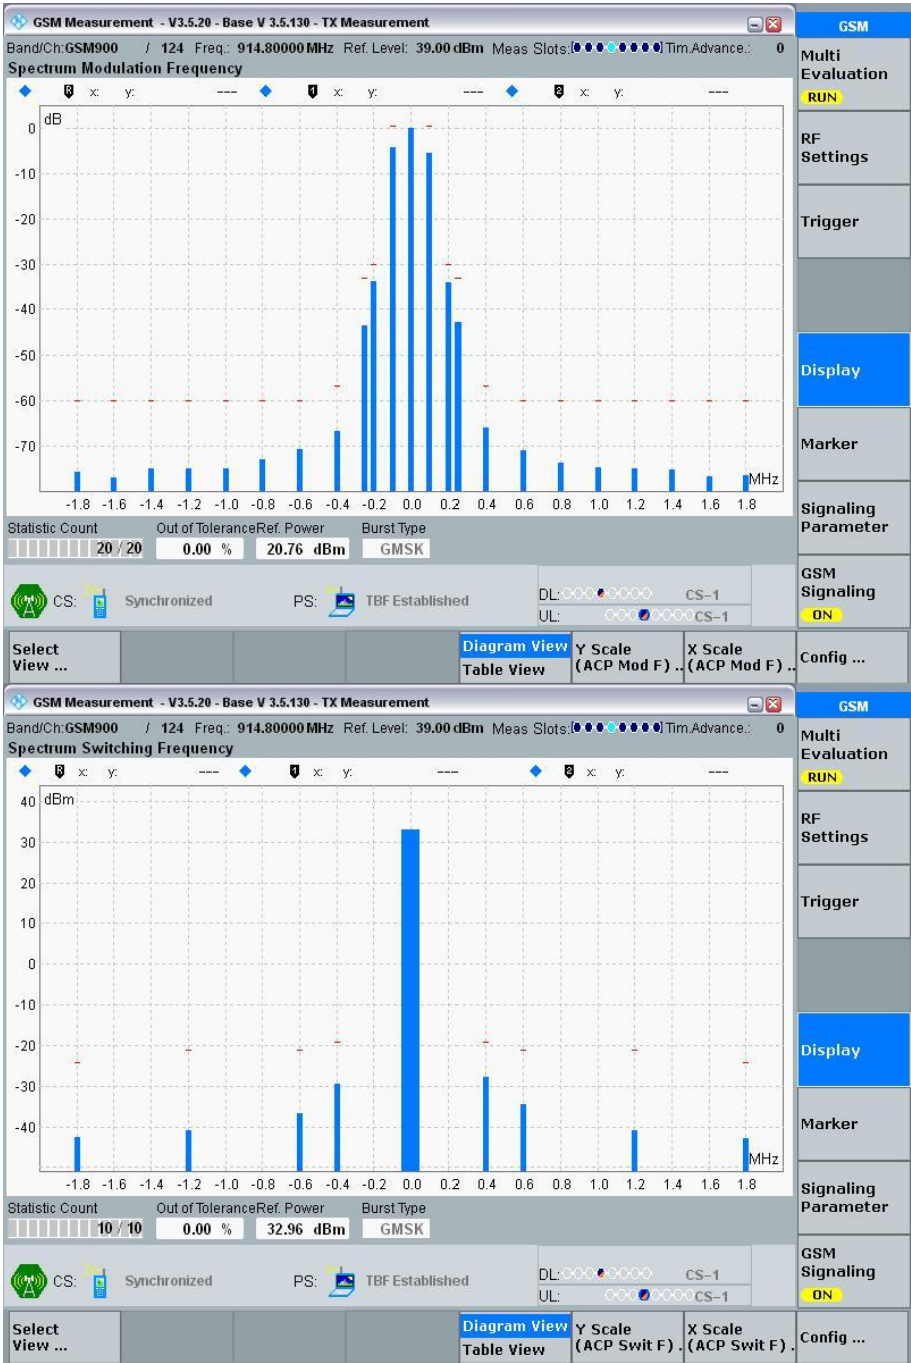 GSM Measurement - V3.5.20 - Base V 3.5.130 - TX Measurement
GSM
Band/Ch:GSM900 / 124 Freq.: 914.80000 MHz Ref. Level: 39.00 dBm Meas Slots: Tim.Advance.: 0
Spectrum Modulation Frequency
R x: y: --- 1 x: y: --- 2 x: y: ---
dB
0
-10
-20
-30
-40
-50
-60
-70
MHz
-1.8 -1.6 -1.4 -1.2 -1.0 -0.8 -0.6 -0.4 -0.2 0.0 0.2 0.4 0.6 0.8 1.0 1.2 1.4 1.6 1.8
Statistic Count Out of Tolerance Ref. Power Burst Type
20 / 20 0.00 % 20.76 dBm GMSK
CS: Synchronized PS: TBF Established
DL: CS-1
UL: CS-1
Multi
Evaluation
RUN
RF
Settings
Trigger
Display
Marker
Signaling
Parameter
GSM
Signaling
ON
Select
View ...
Diagram View
Table View
Y Scale
(ACP Mod F) ..
X Scale
(ACP Mod F) ..
Config ...
GSM Measurement - V3.5.20 - Base V 3.5.130 - TX Measurement
GSM
Band/Ch:GSM900 / 124 Freq.: 914.80000 MHz Ref. Level: 39.00 dBm Meas Slots: Tim.Advance.: 0
Spectrum Switching Frequency
R x: y: --- 1 x: y: --- 2 x: y: ---
dBm
40
30
20
10
0
-10
-20
-30
-40
MHz
-1.8 -1.6 -1.4 -1.2 -1.0 -0.8 -0.6 -0.4 -0.2 0.0 0.2 0.4 0.6 0.8 1.0 1.2 1.4 1.6 1.8
Statistic Count Out of Tolerance Ref. Power Burst Type
10 / 10 0.00 % 32.96 dBm GMSK
CS: Synchronized PS: TBF Established
DL: CS-1
UL: CS-1
Multi
Evaluation
RUN
RF
Settings
Trigger
Display
Marker
Signaling
Parameter
GSM
Signaling
ON
Select
View ...
Diagram View
Table View
Y Scale
(ACP Swit F) .
X Scale
(ACP Swit F) .
Config ...